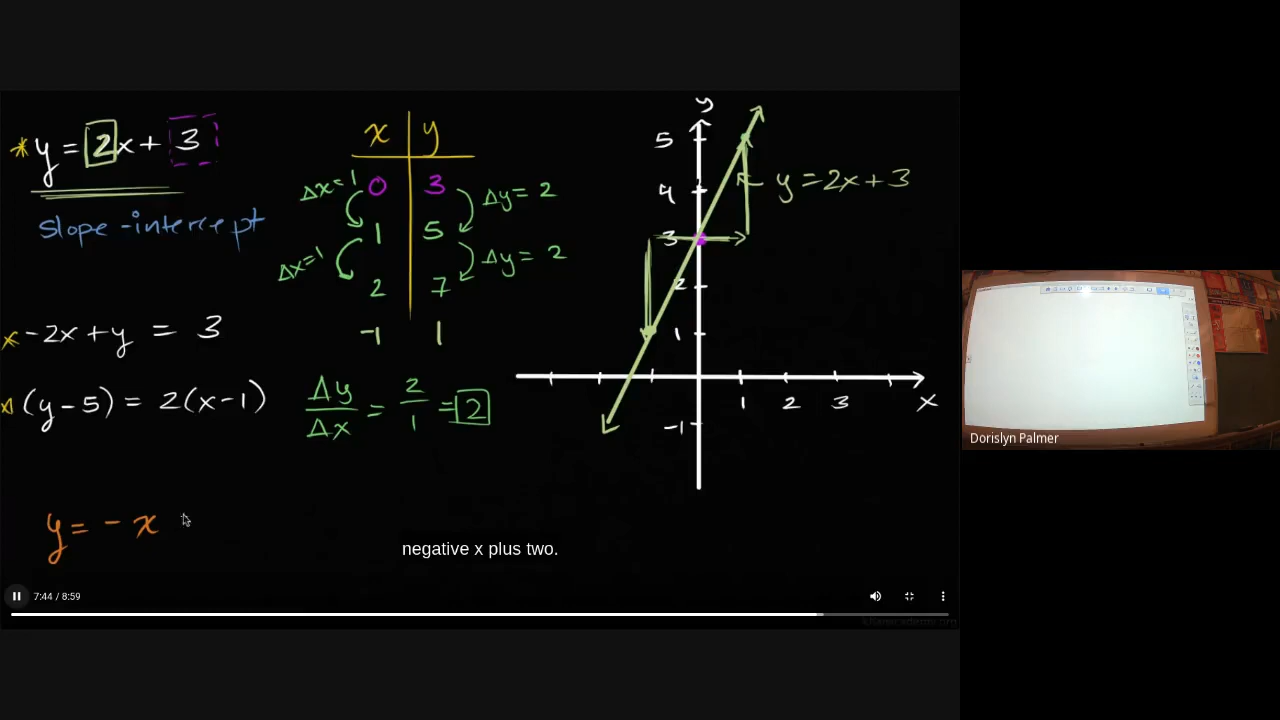 y = 2x + 3
slope-intercept
-2x + y = 3
(y-5) = 2(x-1)
y = - x
x y
Δx=1 0 3 Δy = 2
1 5
Δx=1 2 7 Δy = 2
-1 1
Δy/Δx = 2/1 = 2
y
5
4
3
2
1
-1
1 2 3 x
y = 2x + 3
negative x plus two.
7:44 / 8:59
khanacademy.org
Dorislyn Palmer